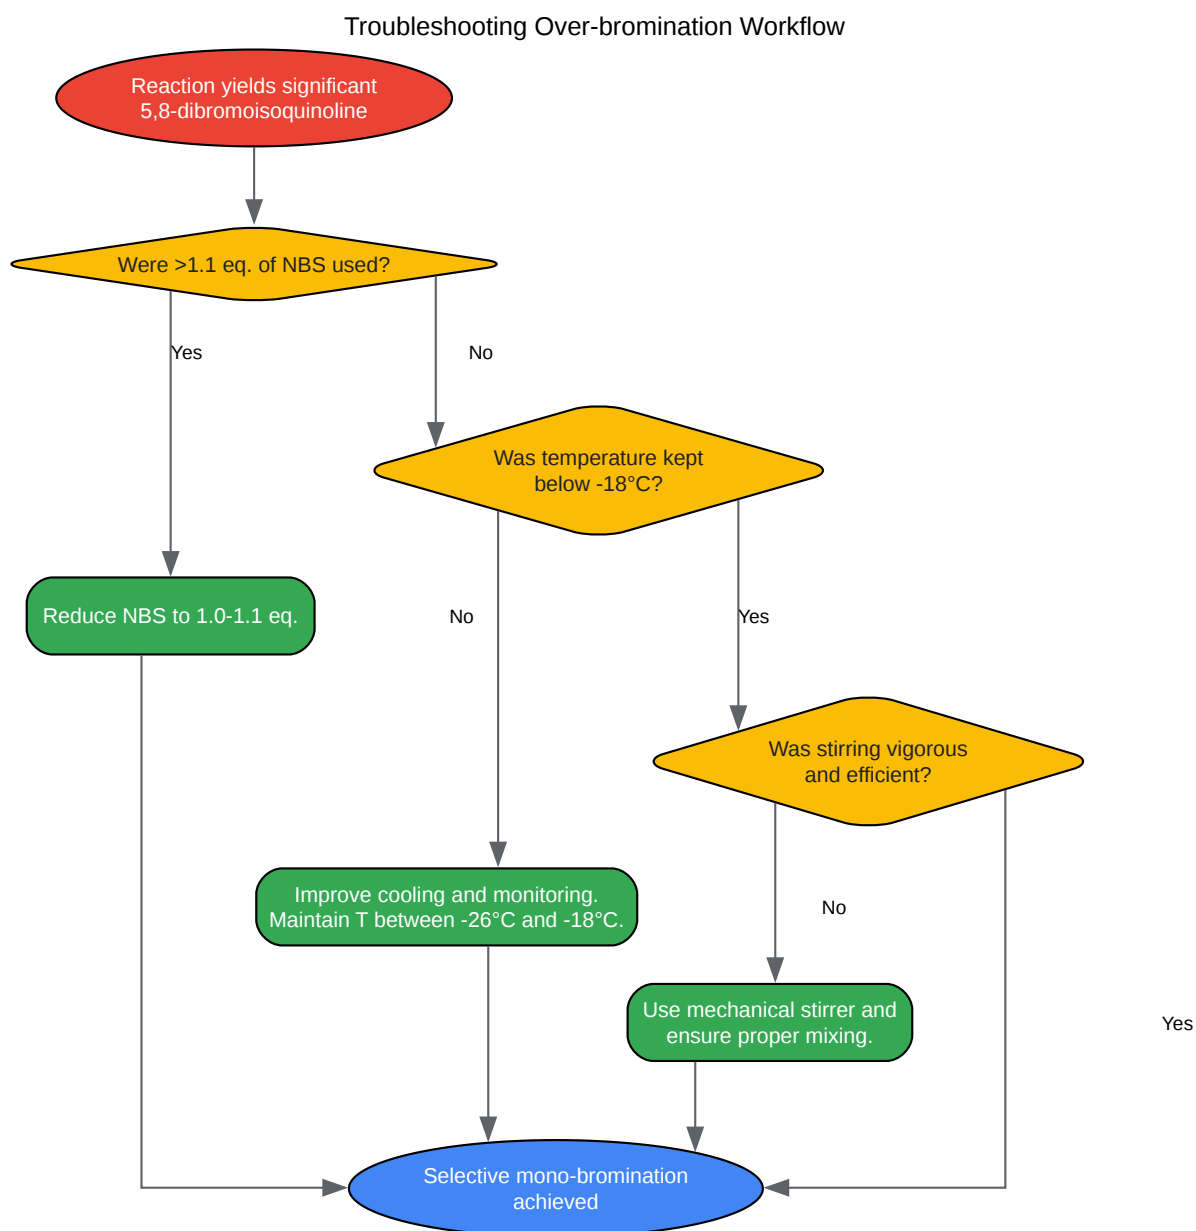 Troubleshooting Over-bromination Workflow
Reaction yields significant
5,8-dibromoisoquinoline
Were >1.1 eq. of NBS used?
Yes
No
Was temperature kept
below -18°C?
Reduce NBS to 1.0-1.1 eq.
No
Yes
Was stirring vigorous
and efficient?
Improve cooling and monitoring.
Maintain T between -26°C and -18°C.
No
Use mechanical stirrer and
ensure proper mixing.
Yes
Selective mono-bromination
achieved